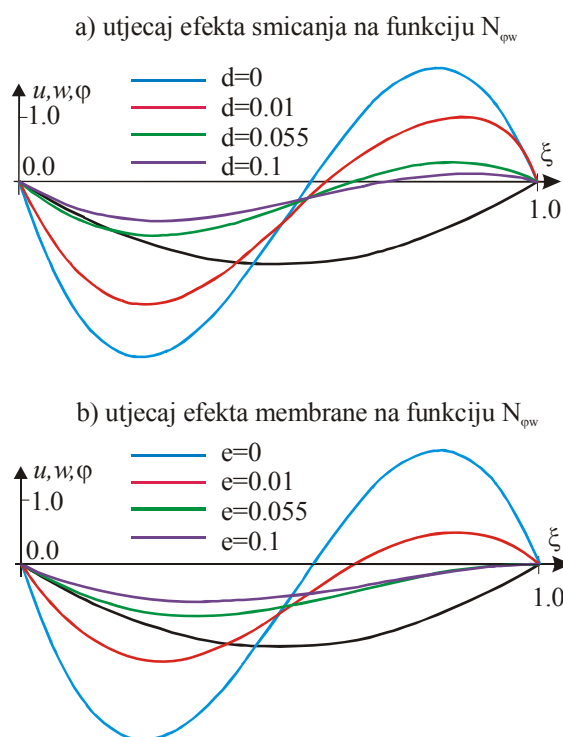 a) utjecaj efekta smicanja na funkciju Nφw
u,w,φ
d=0
1.0
d=0.01
d=0.055
ξ
0.0
d=0.1
1.0
b) utjecaj efekta membrane na funkciju Nφw
u,w,φ
e=0
1.0
e=0.01
e=0.055
ξ
0.0
e=0.1
1.0